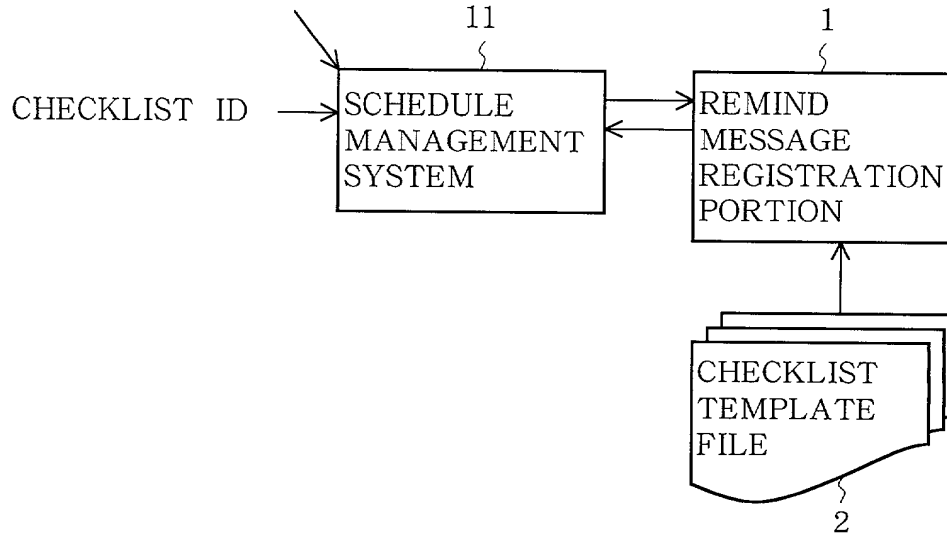 11
1
CHECKLIST ID
SCHEDULE
MANAGEMENT
SYSTEM
REMIND
MESSAGE
REGISTRATION
PORTION
CHECKLIST
TEMPLATE
FILE
2